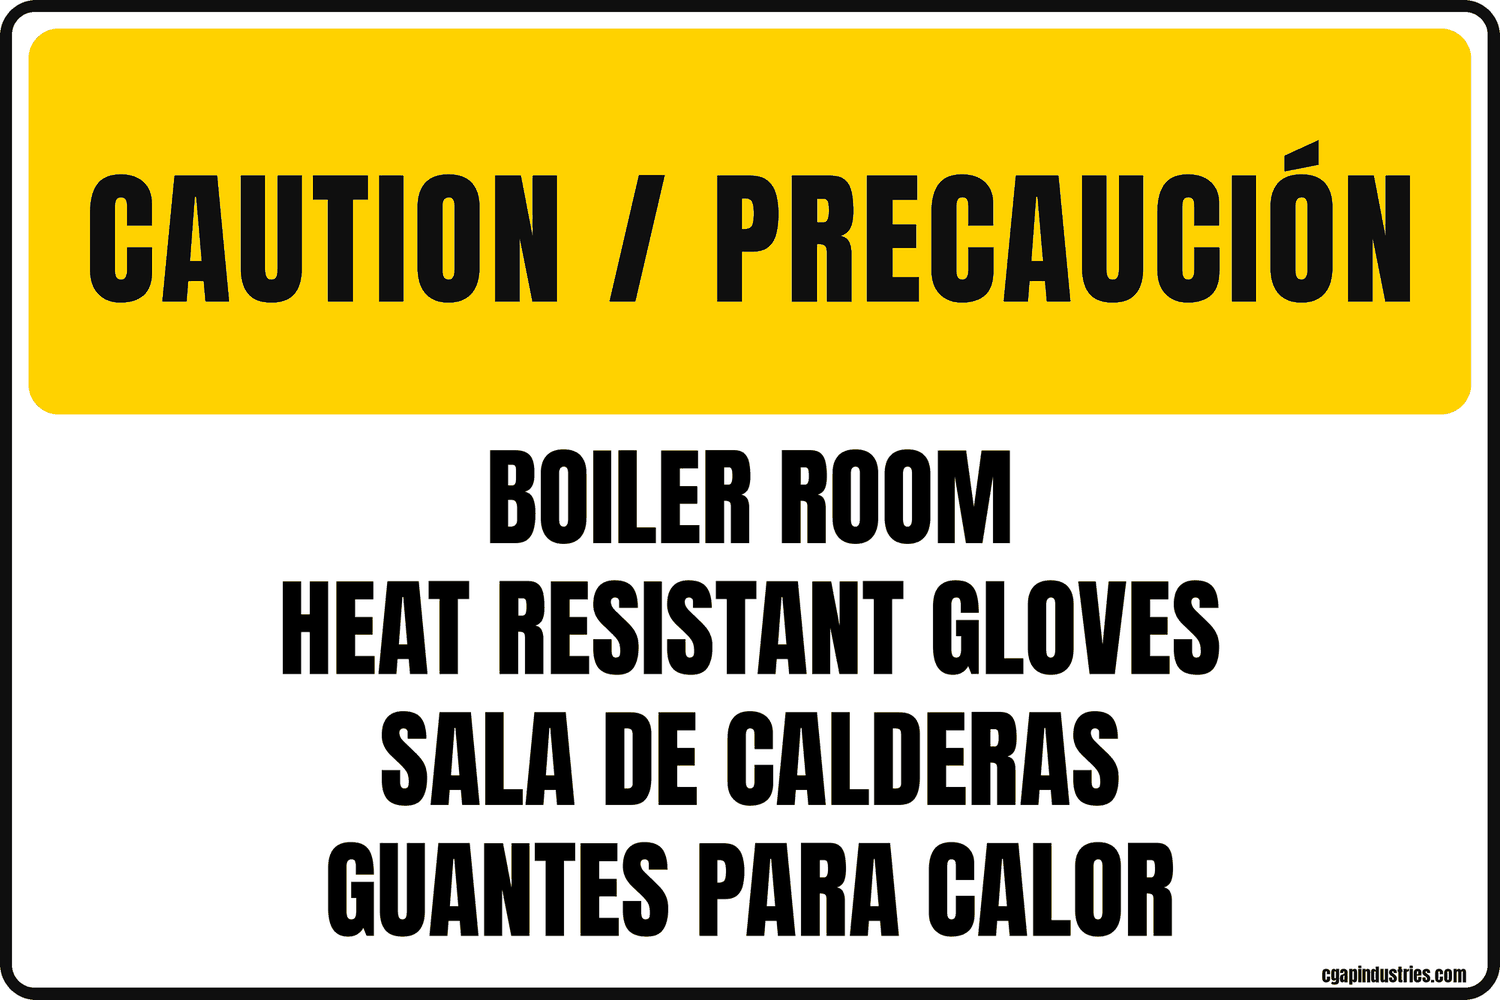 CAUTION / PRECAUCIÓN
BOILER ROOM
HEAT RESISTANT GLOVES
SALA DE CALDERAS
GUANTES PARA CALOR
cgapindustries.com